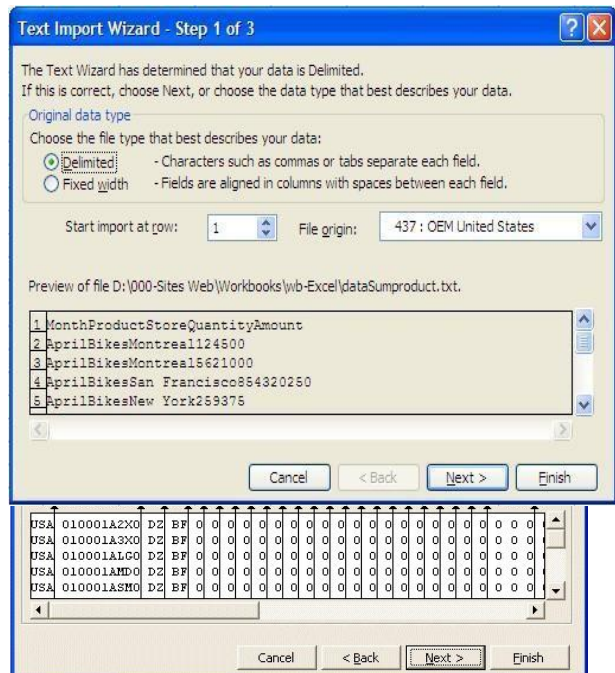 Text Import Wizard - Step 1 of 3
The Text Wizard has determined that your data is Delimited.
If this is correct, choose Next, or choose the data type that best describes your data.
Original data type
Choose the file type that best describes your data:
Delimited - Characters such as commas or tabs separate each field.
Fixed width - Fields are aligned in columns with spaces between each field.
Start import at row: 1 File origin: 437 : OEM United States
Preview of file D:\000-Sites Web\Workbooks\wb-Excel\dataSumproduct.txt.
1 MonthProductStoreQuantityAmount
2 AprilBikesMontreal124500
3 AprilBikesMontreal5621000
4 AprilBikesSan Francisco854320250
5 AprilBikesNew York259375
Cancel < Back Next > Finish
USA 010001A2X0 DZ BF 0 0 0 0 0 0 0 0 0 0 0 0 0 0 0 0 0 0
USA 010001A3X0 DZ BF 0 0 0 0 0 0 0 0 0 0 0 0 0 0 0 0 0 0
USA 010001ALG0 DZ BF 0 0 0 0 0 0 0 0 0 0 0 0 0 0 0 0 0 0
USA 010001AMD0 DZ BF 0 0 0 0 0 0 0 0 0 0 0 0 0 0 0 0 0 0
USA 010001ASM0 DZ BF 0 0 0 0 0 0 0 0 0 0 0 0 0 0 0 0 0 0
Cancel < Back Next > Finish